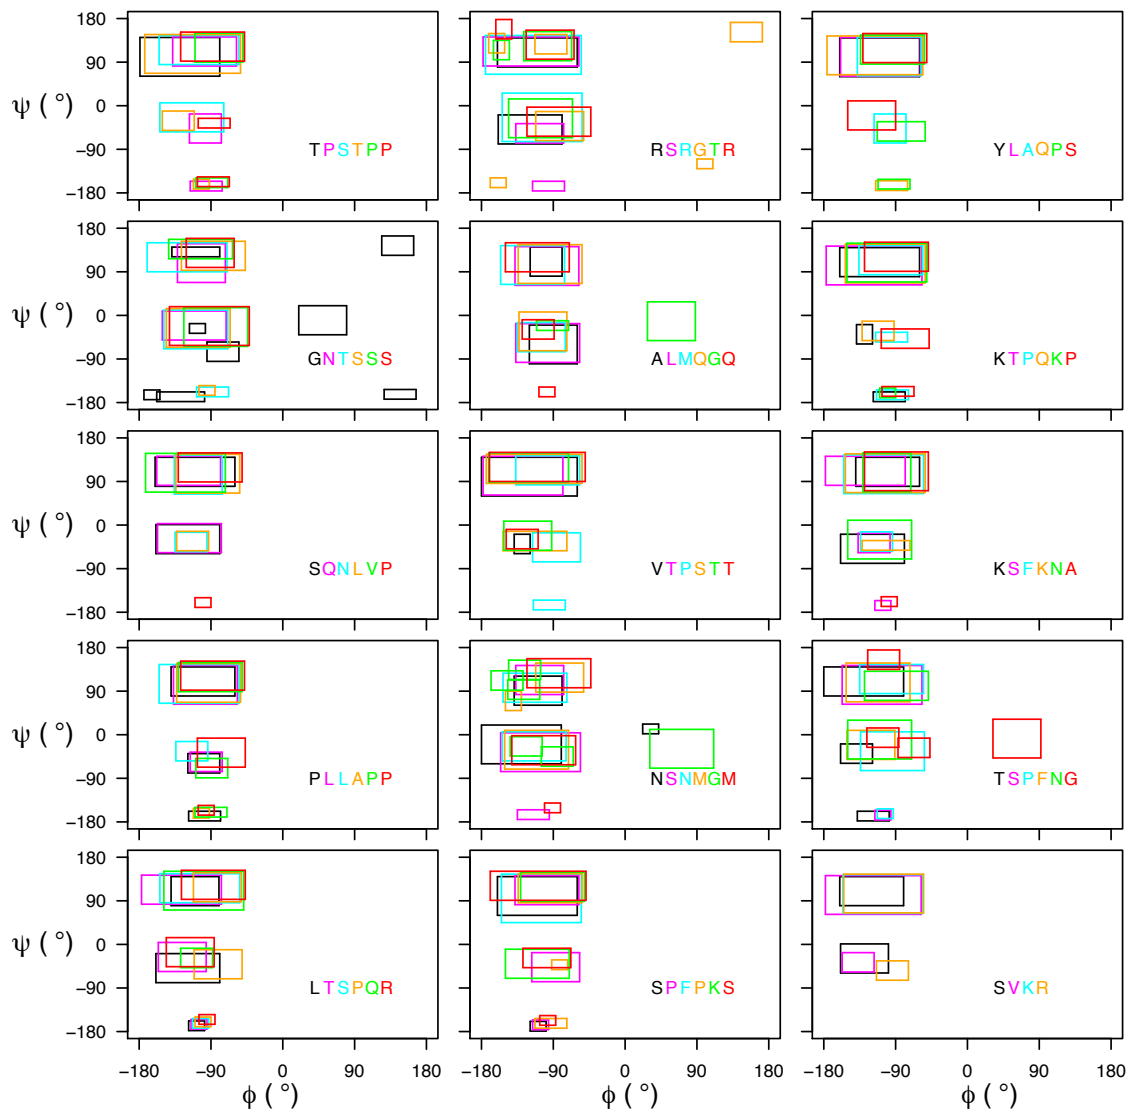 180
90
0
−90
−180
ψ (°)
TPSTPP
RSRGTR
YLAQPS
180
90
0
−90
−180
ψ (°)
GNTSSS
ALMQGQ
KTPQKP
180
90
0
−90
−180
ψ (°)
SQNLVP
VTPSTT
KSFKNA
180
90
0
−90
−180
ψ (°)
PLLAPP
NSNMGM
TSPFNG
180
90
0
−90
−180
ψ (°)
LTSPQR
SPFPKS
SVKR
−180 −90 0 90 180
−180 −90 0 90 180
−180 −90 0 90 180
ϕ (°)
ϕ (°)
ϕ (°)